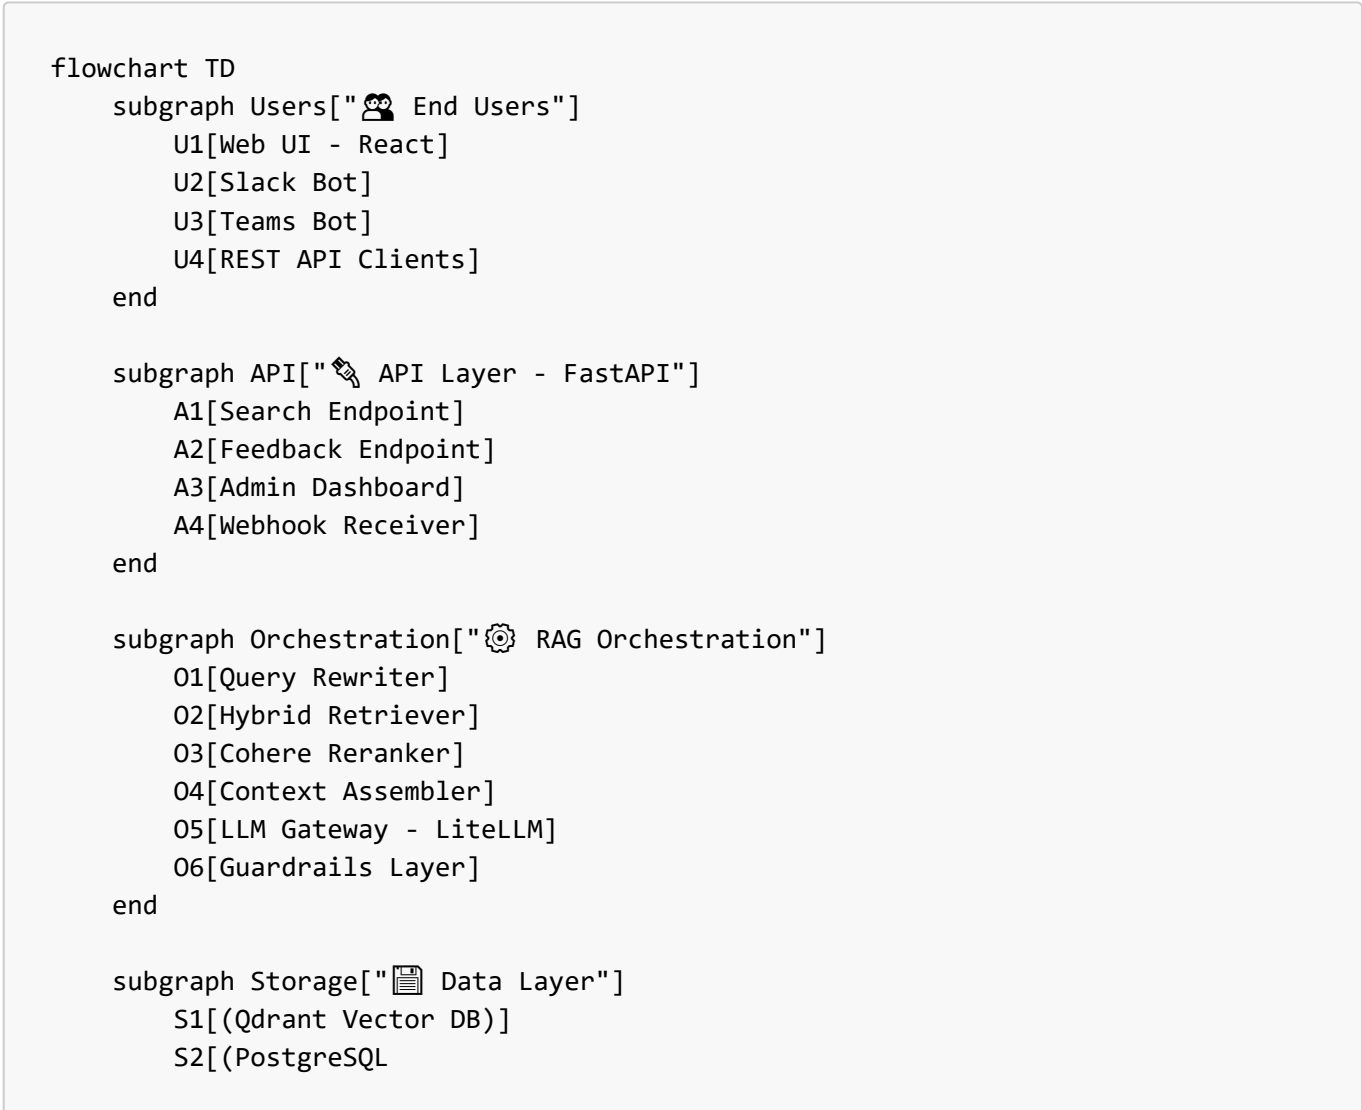 flowchart TD
    subgraph Users["👥 End Users"]
        U1[Web UI - React]
        U2[Slack Bot]
        U3[Teams Bot]
        U4[REST API Clients]
    end

    subgraph API["🔌 API Layer - FastAPI"]
        A1[Search Endpoint]
        A2[Feedback Endpoint]
        A3[Admin Dashboard]
        A4[Webhook Receiver]
    end

    subgraph Orchestration["⚙️ RAG Orchestration"]
        O1[Query Rewriter]
        O2[Hybrid Retriever]
        O3[Cohere Reranker]
        O4[Context Assembler]
        O5[LLM Gateway - LiteLLM]
        O6[Guardrails Layer]
    end

    subgraph Storage["💾 Data Layer"]
        S1[(Qdrant Vector DB)]
        S2[(PostgreSQL